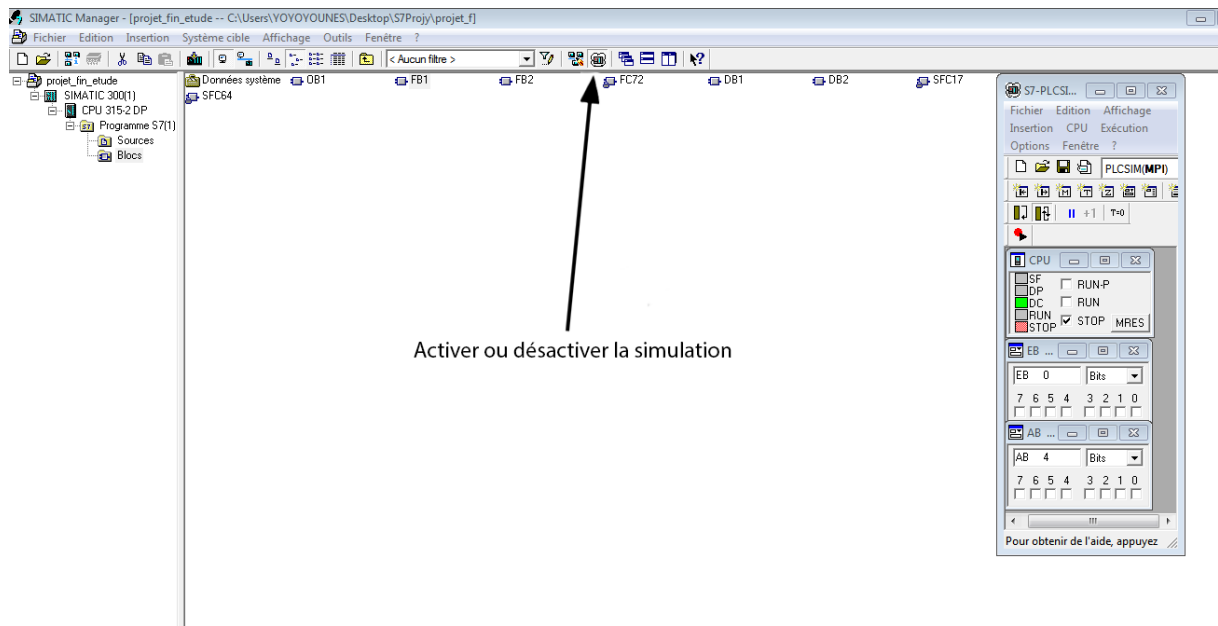 SIMATIC Manager - [projet_fin_etude -- C:\Users\YOYOYOUNES\Desktop\S7Projy\projet_f]
Fichier Edition Insertion Système cible Affichage Outils Fenêtre ?
< Aucun filtre >
projet_fin_etude
SIMATIC 300(1)
CPU 315-2 DP
Programme S7(1)
Sources
Blocs
Données système OB1 FB1 FB2 FC72 DB1 DB2 SFC17
SFC64
Activer ou désactiver la simulation
S7-PLCSI...
Fichier Edition Affichage
Insertion CPU Exécution
Options Fenêtre ?
PLCSIM(MPI)
+1 T=0
CPU
SF
DP RUN-P
DC RUN
RUN
STOP STOP MRES
EB ...
EB 0 Bits
7 6 5 4 3 2 1 0
AB ...
AB 4 Bits
7 6 5 4 3 2 1 0
Pour obtenir de l'aide, appuyez